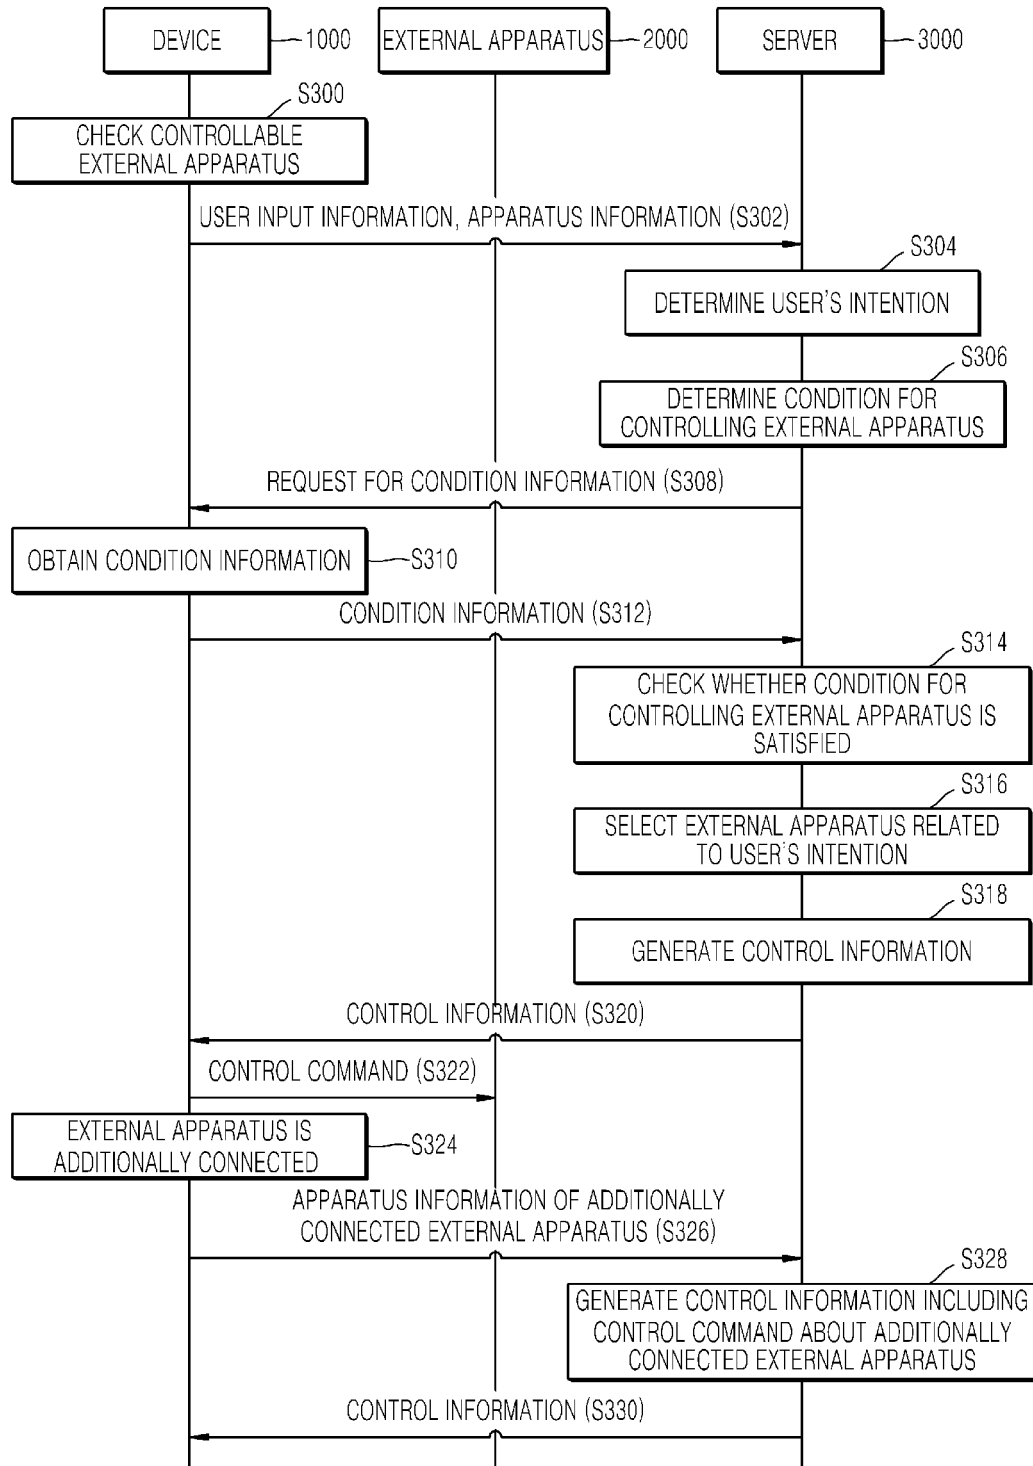 DEVICE
1000
EXTERNAL APPARATUS
2000
SERVER
3000
S300
CHECK CONTROLLABLE
EXTERNAL APPARATUS
USER INPUT INFORMATION, APPARATUS INFORMATION (S302)
S304
DETERMINE USER'S INTENTION
S306
DETERMINE CONDITION FOR
CONTROLLING EXTERNAL APPARATUS
REQUEST FOR CONDITION INFORMATION (S308)
OBTAIN CONDITION INFORMATION
S310
CONDITION INFORMATION (S312)
S314
CHECK WHETHER CONDITION FOR
CONTROLLING EXTERNAL APPARATUS IS
SATISFIED
S316
SELECT EXTERNAL APPARATUS RELATED
TO USER'S INTENTION
S318
GENERATE CONTROL INFORMATION
CONTROL INFORMATION (S320)
CONTROL COMMAND (S322)
EXTERNAL APPARATUS IS
ADDITIONALLY CONNECTED
S324
APPARATUS INFORMATION OF ADDITIONALLY
CONNECTED EXTERNAL APPARATUS (S326)
S328
GENERATE CONTROL INFORMATION INCLUDING
CONTROL COMMAND ABOUT ADDITIONALLY
CONNECTED EXTERNAL APPARATUS
CONTROL INFORMATION (S330)